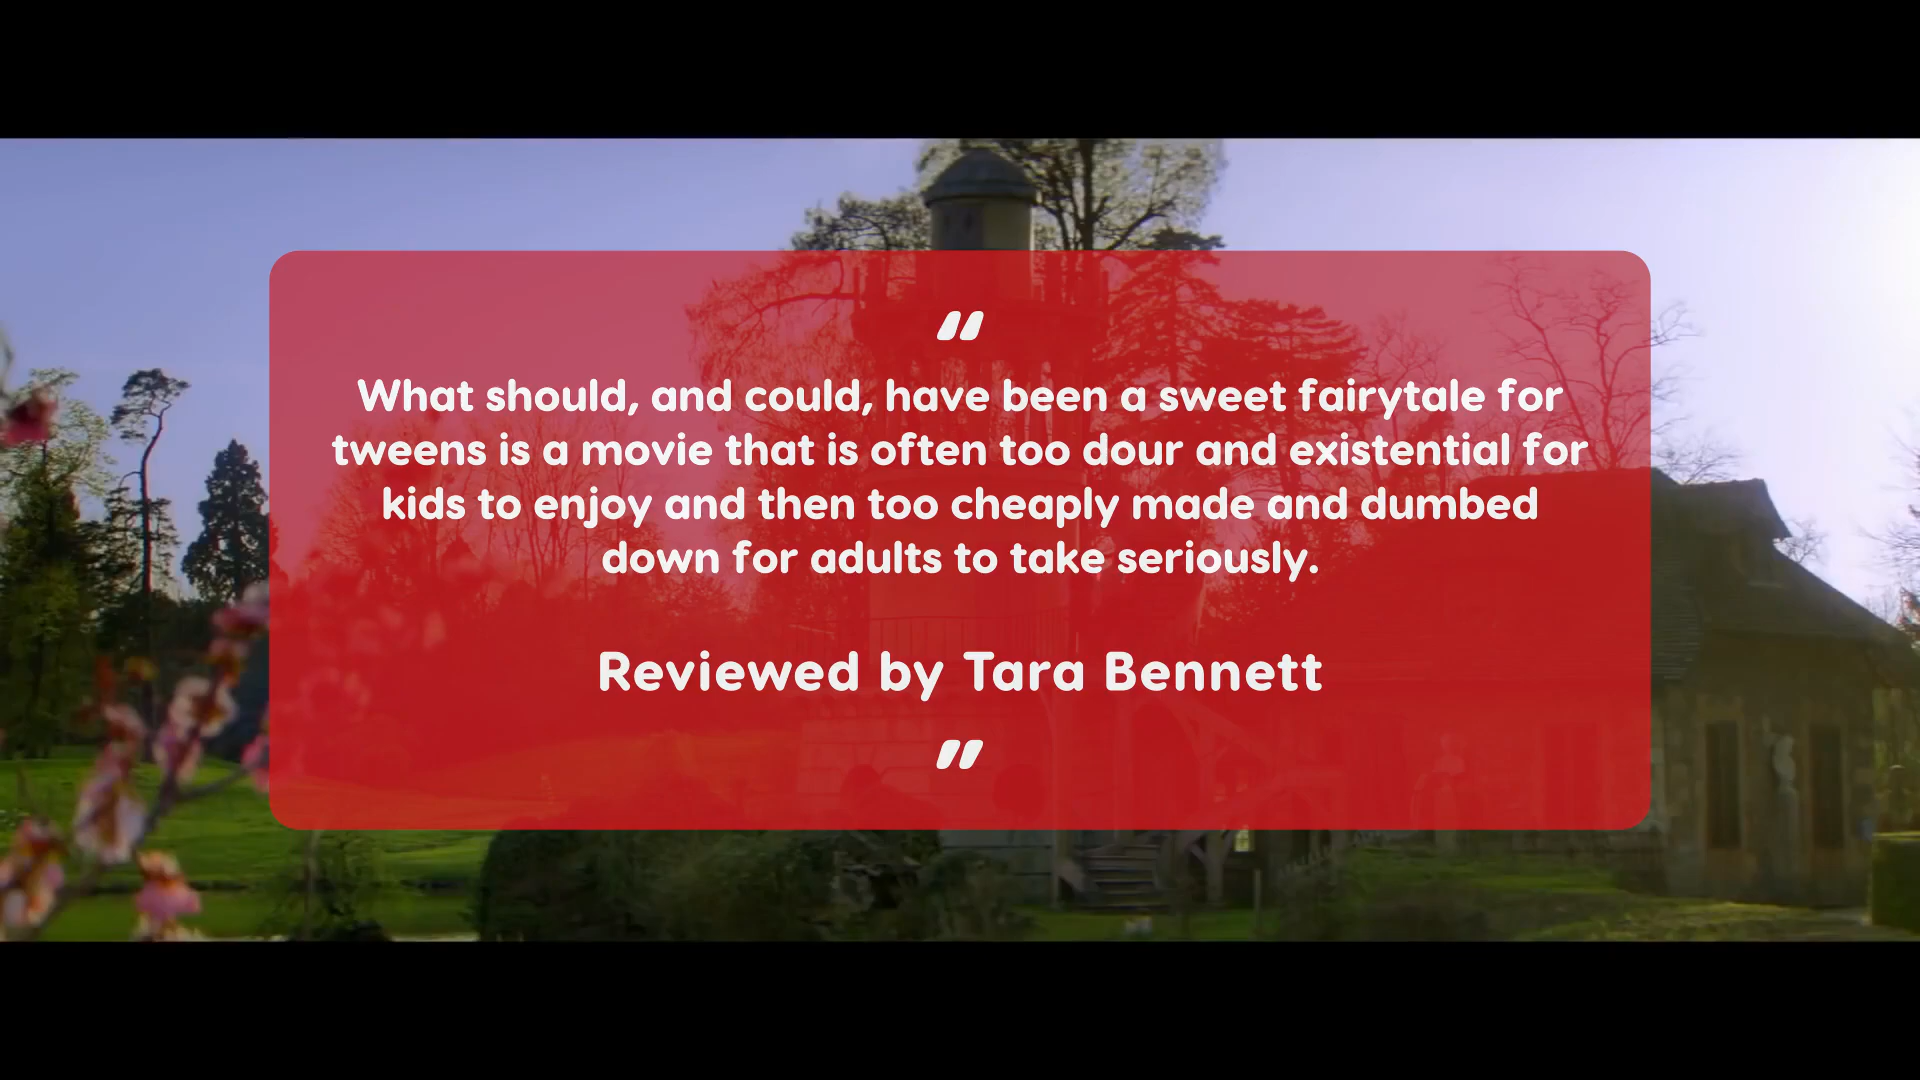 "
What should, and could, have been a sweet fairytale for
tweens is a movie that is often too dour and existential for
kids to enjoy and then too cheaply made and dumbed
down for adults to take seriously.
Reviewed by Tara Bennett
"